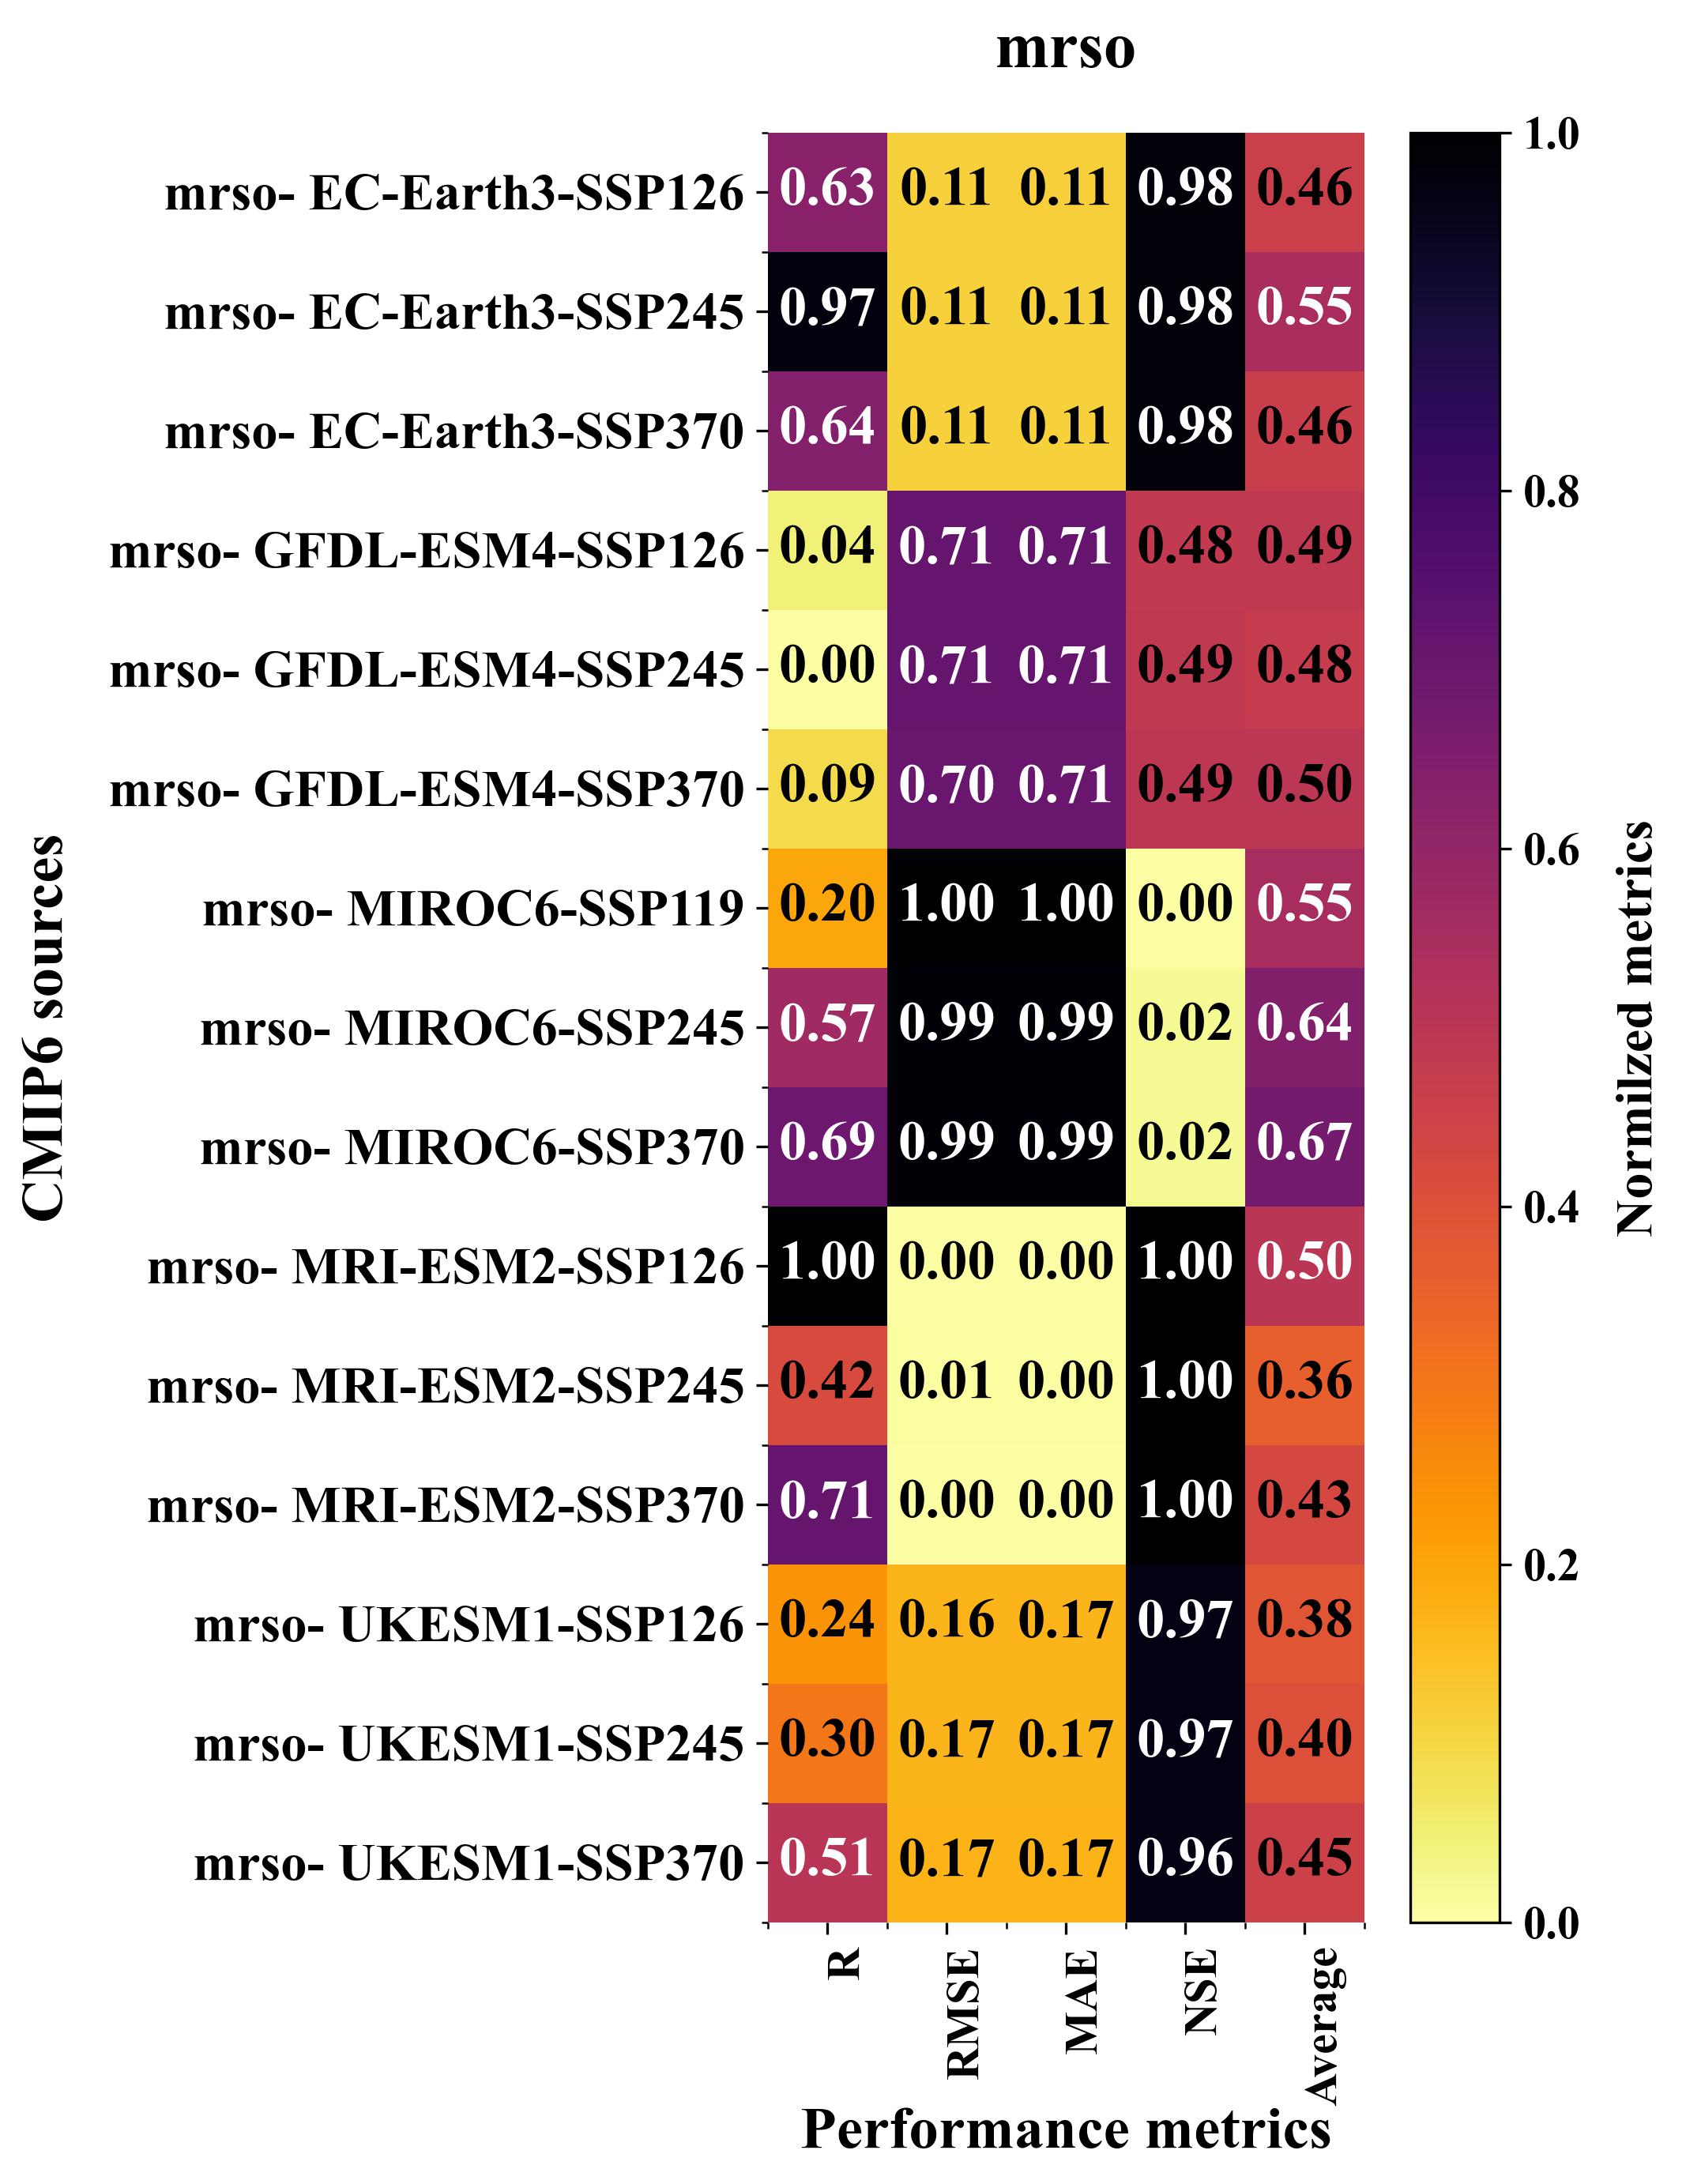 mrso
mrso- EC-Earth3-SSP126 0.63 0.11 0.11 0.98 0.46
mrso- EC-Earth3-SSP245 0.97 0.11 0.11 0.98 0.55
mrso- EC-Earth3-SSP370 0.64 0.11 0.11 0.98 0.46
mrso- GFDL-ESM4-SSP126 0.04 0.71 0.71 0.48 0.49
mrso- GFDL-ESM4-SSP245 0.00 0.71 0.71 0.49 0.48
mrso- GFDL-ESM4-SSP370 0.09 0.70 0.71 0.49 0.50
mrso- MIROC6-SSP119 0.20 1.00 1.00 0.00 0.55
mrso- MIROC6-SSP245 0.57 0.99 0.99 0.02 0.64
mrso- MIROC6-SSP370 0.69 0.99 0.99 0.02 0.67
mrso- MRI-ESM2-SSP126 1.00 0.00 0.00 1.00 0.50
mrso- MRI-ESM2-SSP245 0.42 0.01 0.00 1.00 0.36
mrso- MRI-ESM2-SSP370 0.71 0.00 0.00 1.00 0.43
mrso- UKESM1-SSP126 0.24 0.16 0.17 0.97 0.38
mrso- UKESM1-SSP245 0.30 0.17 0.17 0.97 0.40
mrso- UKESM1-SSP370 0.51 0.17 0.17 0.96 0.45
R RMSE MAE NSE Average
Performance metrics
CMIP6 sources
1.0
0.8
0.6
0.4
0.2
0.0
Normilzed metrics